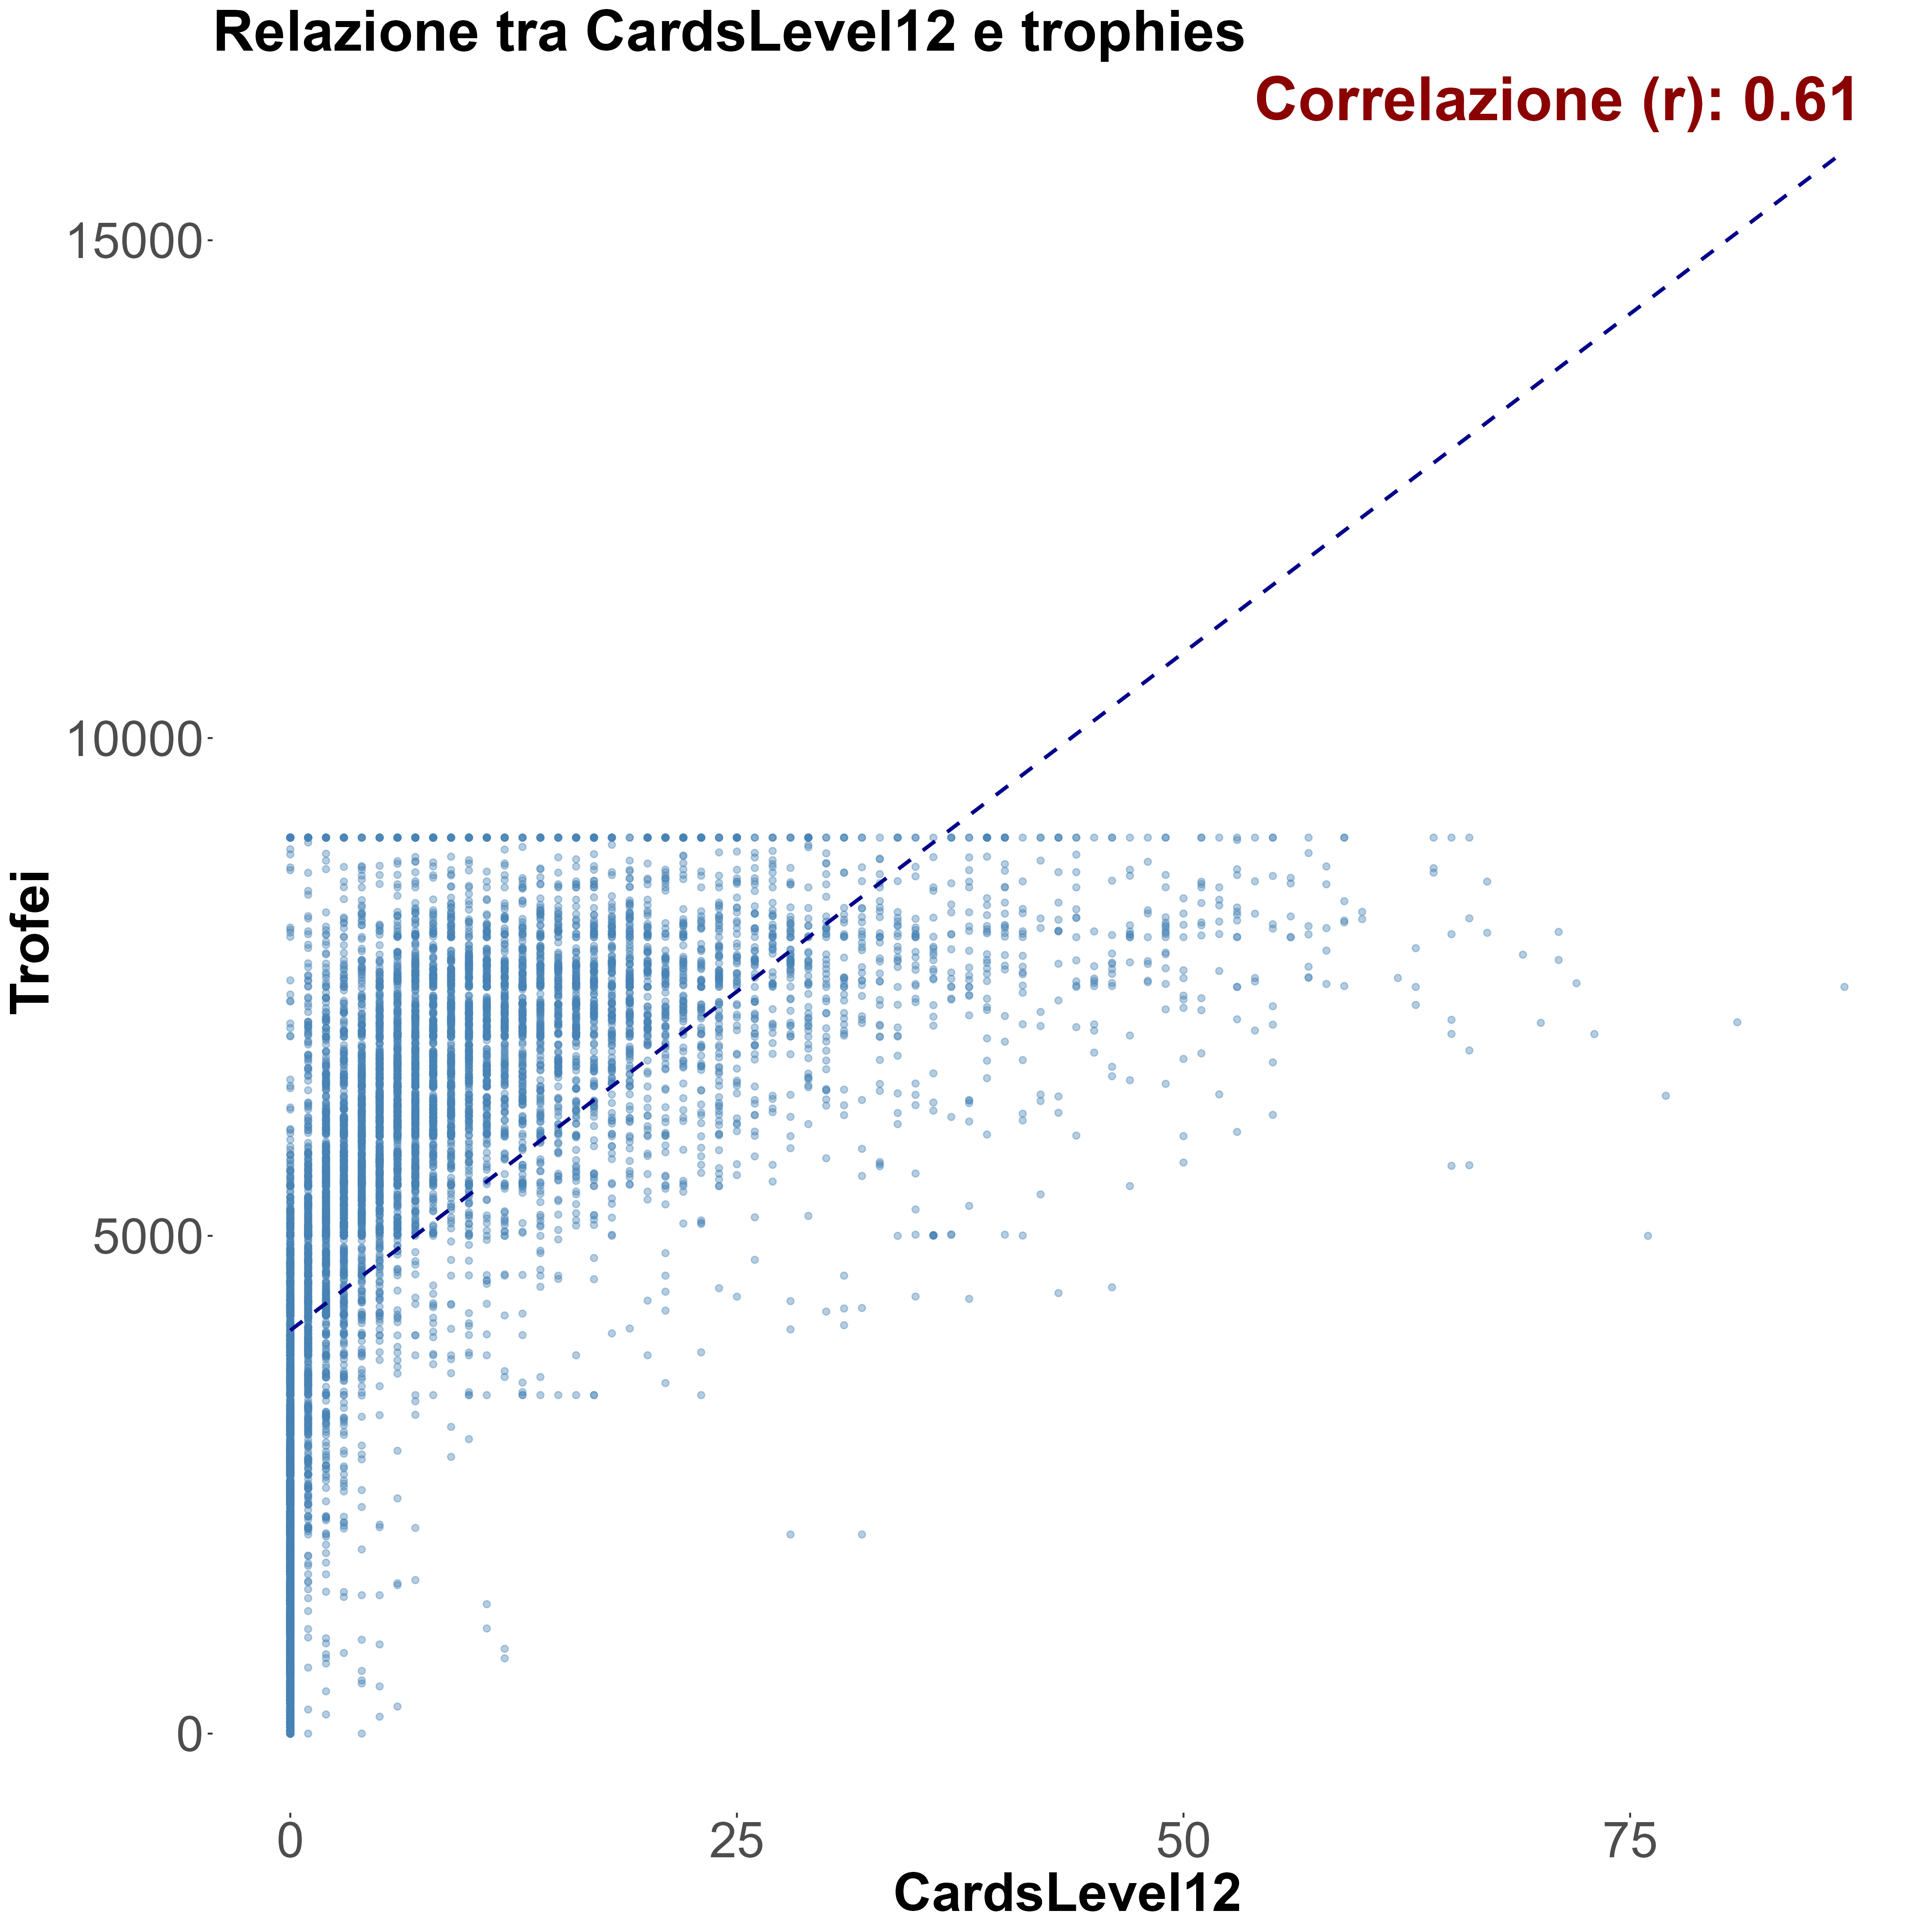 Relazione tra CardsLevel12 e trophies
Correlazione (r): 0.61
15000
10000
5000
0
Trofei
0 25 50 75
CardsLevel12